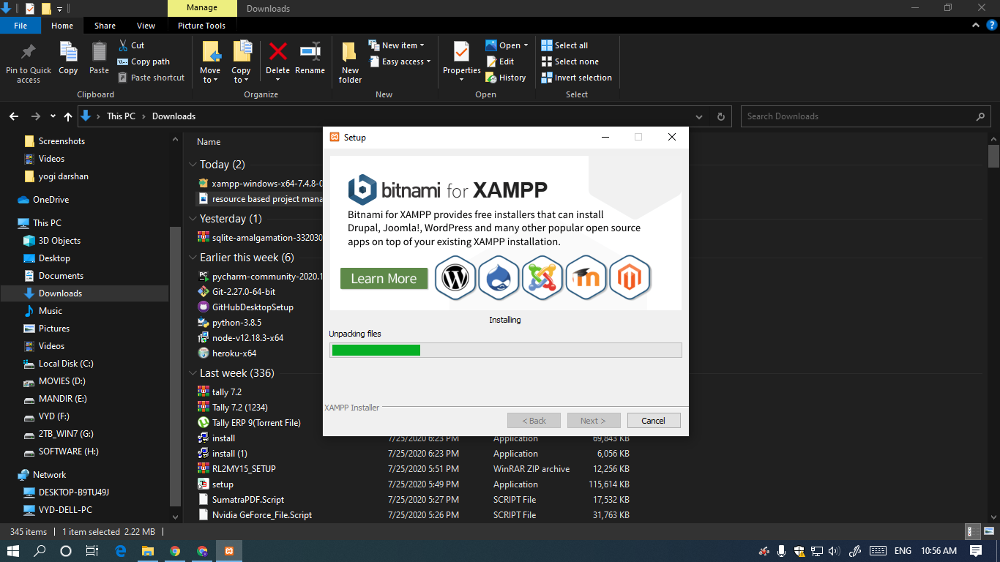 Manage
Downloads
File
Home
Share
View
Picture Tools
Pin to Quick access
Copy
Paste
Cut
Copy path
Paste shortcut
Clipboard
Move to
Copy to
Delete
Rename
Organize
New folder
New item
Easy access
New
Properties
Open
Edit
History
Open
Select all
Select none
Invert selection
Select
This PC > Downloads
Search Downloads
Screenshots
Videos
yogi darshan
OneDrive
This PC
3D Objects
Desktop
Documents
Downloads
Music
Pictures
Videos
Local Disk (C:)
MOVIES (D:)
MANDIR (E:)
VYD (F:)
2TB_WIN7 (G:)
SOFTWARE (H:)
Network
DESKTOP-B9TU49J
VYD-DELL-PC
Name
Today (2)
xampp-windows-x64-7.4.8-0
resource based project mana
Yesterday (1)
sqlite-amalgamation-332030
Earlier this week (6)
pycharm-community-2020.1
Git-2.27.0-64-bit
GitHubDesktopSetup
python-3.8.5
node-v12.18.3-x64
heroku-x64
Last week (336)
tally 7.2
Tally 7.2 (1234)
Tally ERP 9(Torrent File)
install 7/25/2020 6:23 PM Application 69,843 KB
install (1) 7/25/2020 6:23 PM Application 6,056 KB
RL2MY15_SETUP 7/25/2020 5:51 PM WinRAR ZIP archive 12,256 KB
setup 7/25/2020 5:49 PM Application 115,614 KB
SumatraPDF.Script 7/25/2020 5:27 PM SCRIPT File 17,532 KB
Nvidia GeForce_File.Script 7/25/2020 5:26 PM SCRIPT File 31,763 KB
Setup
bitnami for XAMPP
Bitnami for XAMPP provides free installers that can install
Drupal, Joomla!, WordPress and many other popular open source
apps on top of your existing XAMPP installation.
Learn More
Installing
Unpacking files
XAMPP Installer
< Back
Next >
Cancel
345 items
1 item selected 2.22 MB
ENG
10:56 AM